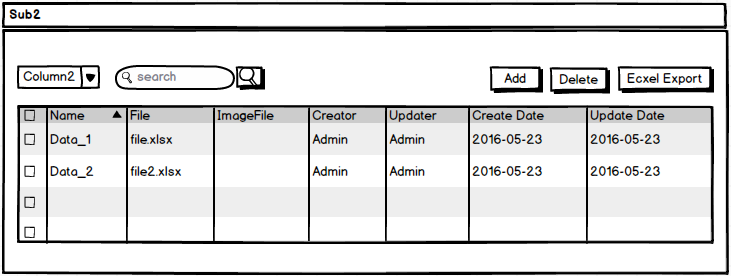 Sub2
Column2 search Add Delete Ecxel Export
Name File ImageFile Creator Updater Create Date Update Date
Data_1 file.xlsx Admin Admin 2016-05-23 2016-05-23
Data_2 file2.xlsx Admin Admin 2016-05-23 2016-05-23